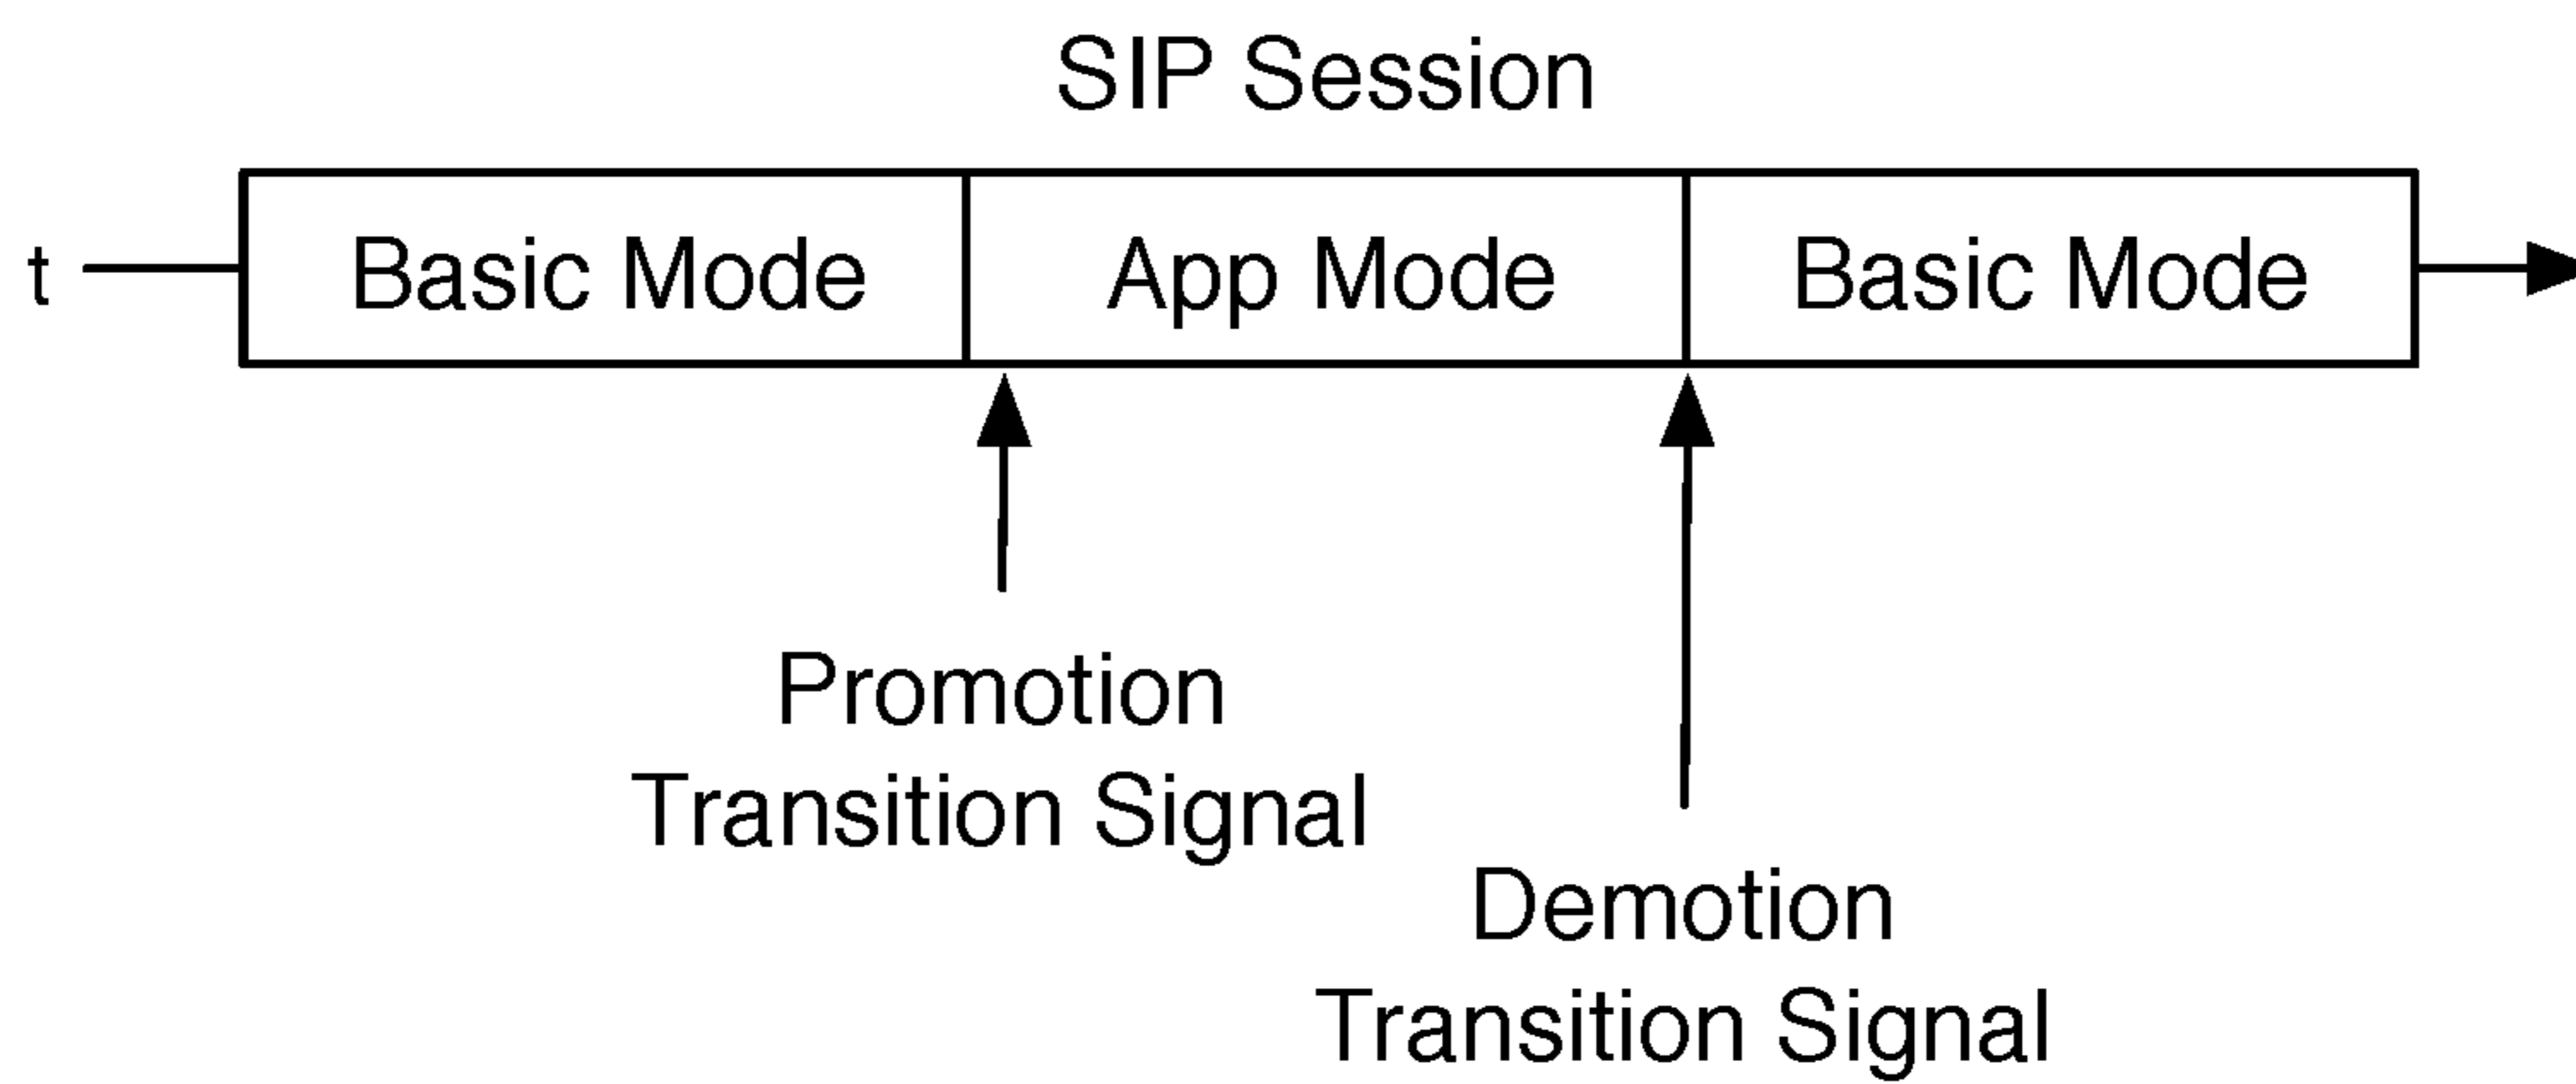 SIP Session
t
Basic Mode
App Mode
Basic Mode
Promotion
Transition Signal
Demotion
Transition Signal